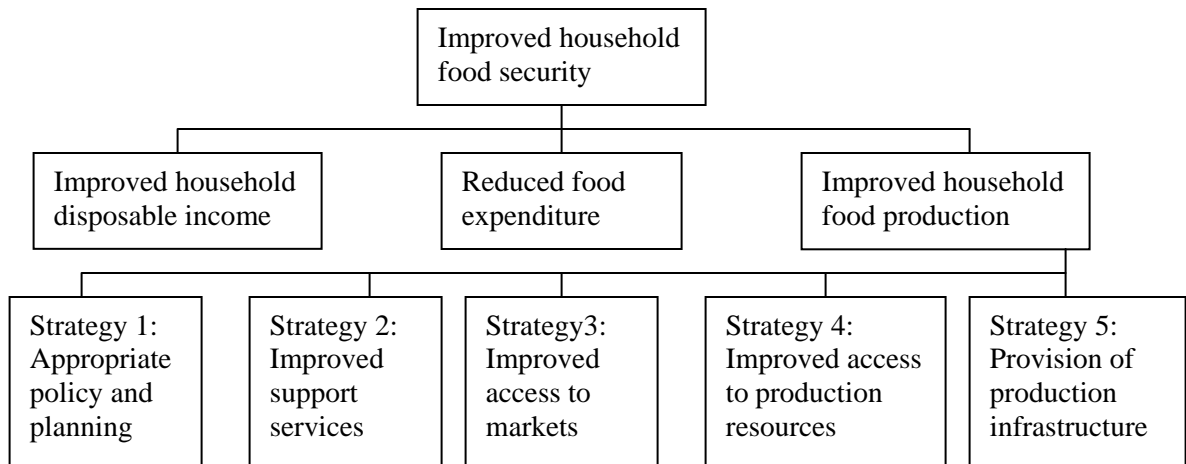 Improved household
food security
Improved household
disposable income
Reduced food
expenditure
Improved household
food production
Strategy 1:
Appropriate
policy and
planning
Strategy 2:
Improved
support
services
Strategy3:
Improved
access to
markets
Strategy 4:
Improved access
to production
resources
Strategy 5:
Provision of
production
infrastructure